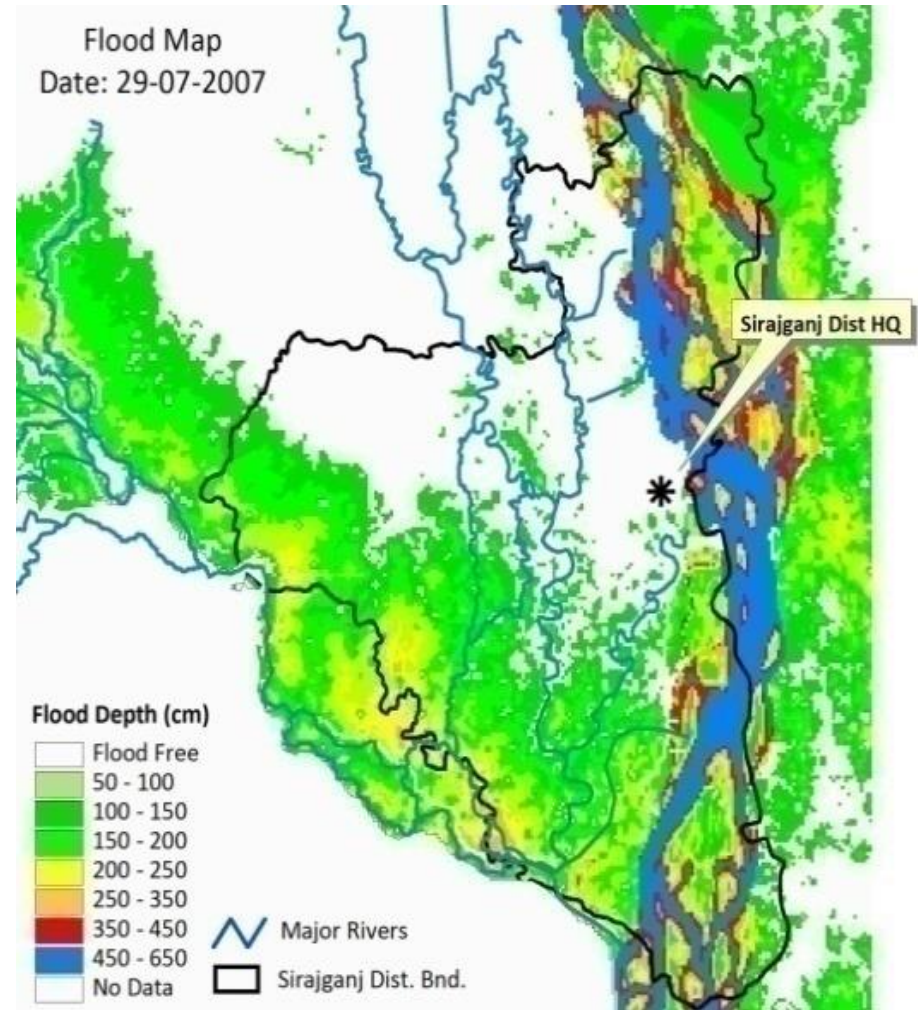 Flood Map
Date: 29-07-2007
Sirajganj Dist HQ
Flood Depth (cm)
Flood Free
50 - 100
100 - 150
150 - 200
200 - 250
250 - 350
350 - 450
450 - 650
No Data
Major Rivers
Sirajganj Dist. Bnd.